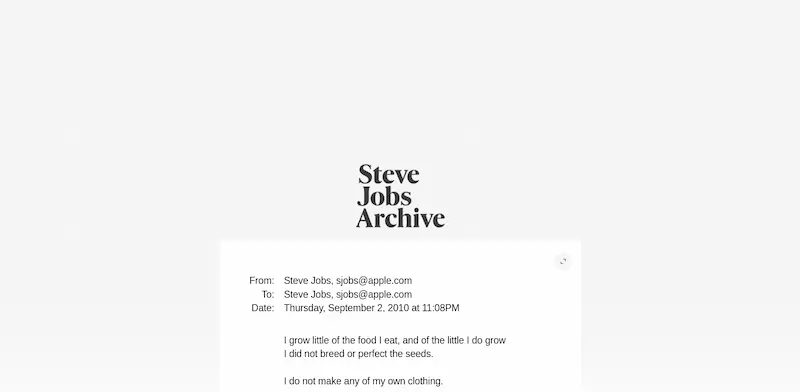 Steve
Jobs
Archive
From: Steve Jobs, sjobs@apple.com
To: Steve Jobs, sjobs@apple.com
Date: Thursday, September 2, 2010 at 11:08PM
I grow little of the food I eat, and of the little I do grow
I did not breed or perfect the seeds.
I do not make any of my own clothing.